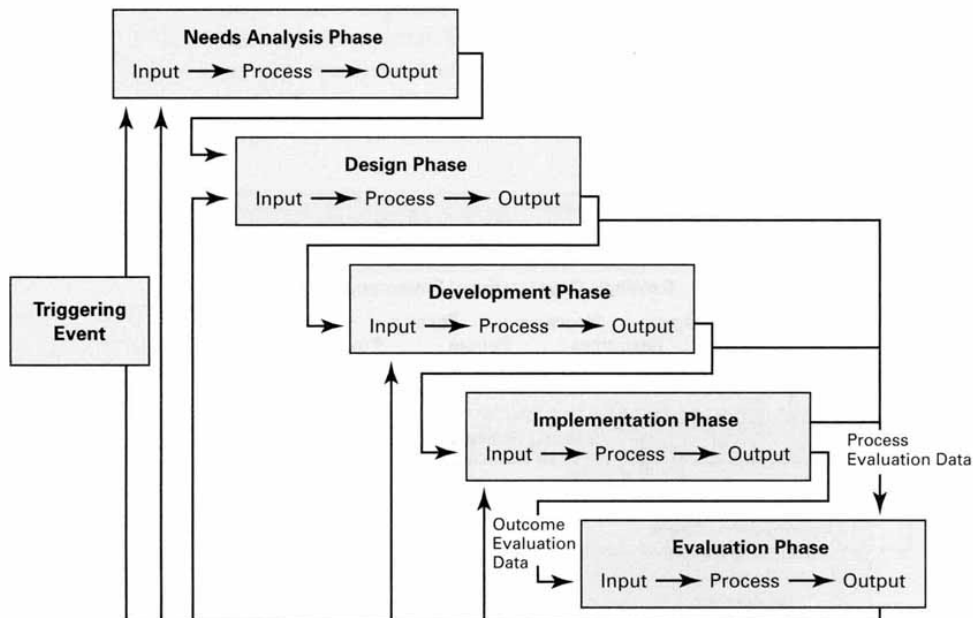 Needs Analysis Phase
Input Process Output
Design Phase
Input Process Output
Triggering
Event
Development Phase
Input Process Output
Implementation Phase
Input Process Output
Process
Evaluation Data
Outcome
Evaluation
Data
Evaluation Phase
Input Process Output